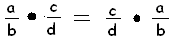 a/b • c/d = c/d • a/b